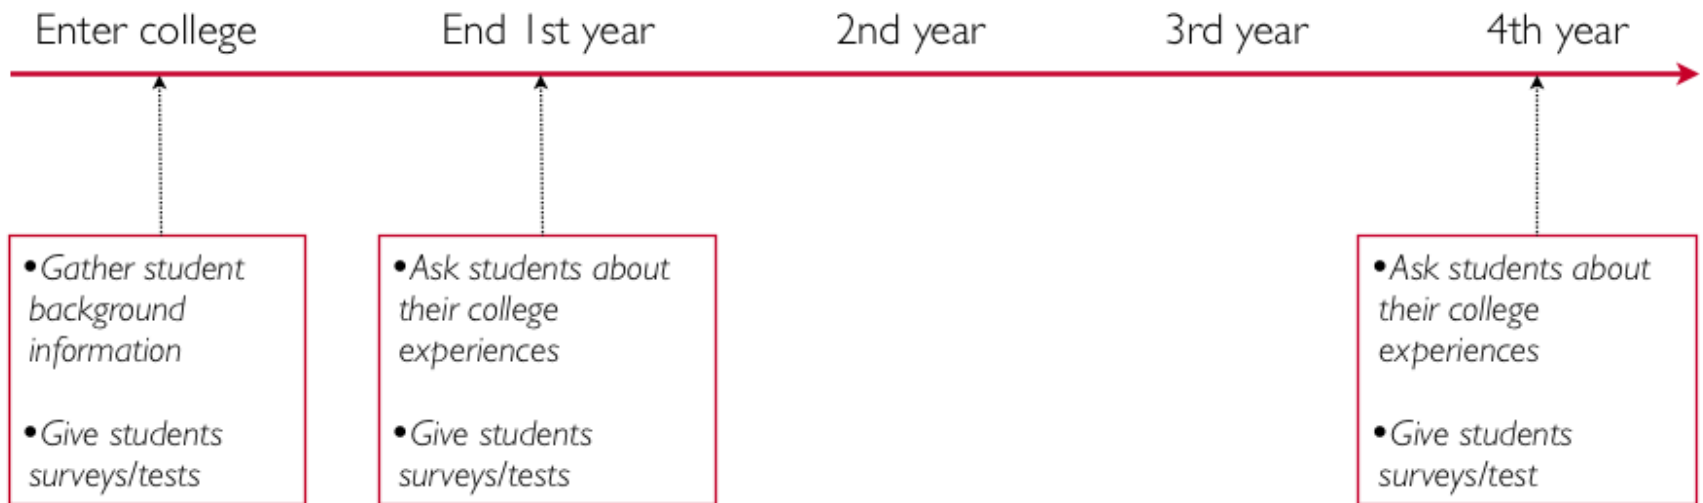 Enter college
End 1st year
2nd year
3rd year
4th year
•Gather student
background
information
•Give students
surveys/tests
•Ask students about
their college
experiences
•Give students
surveys/tests
•Ask students about
their college
experiences
•Give students
surveys/test